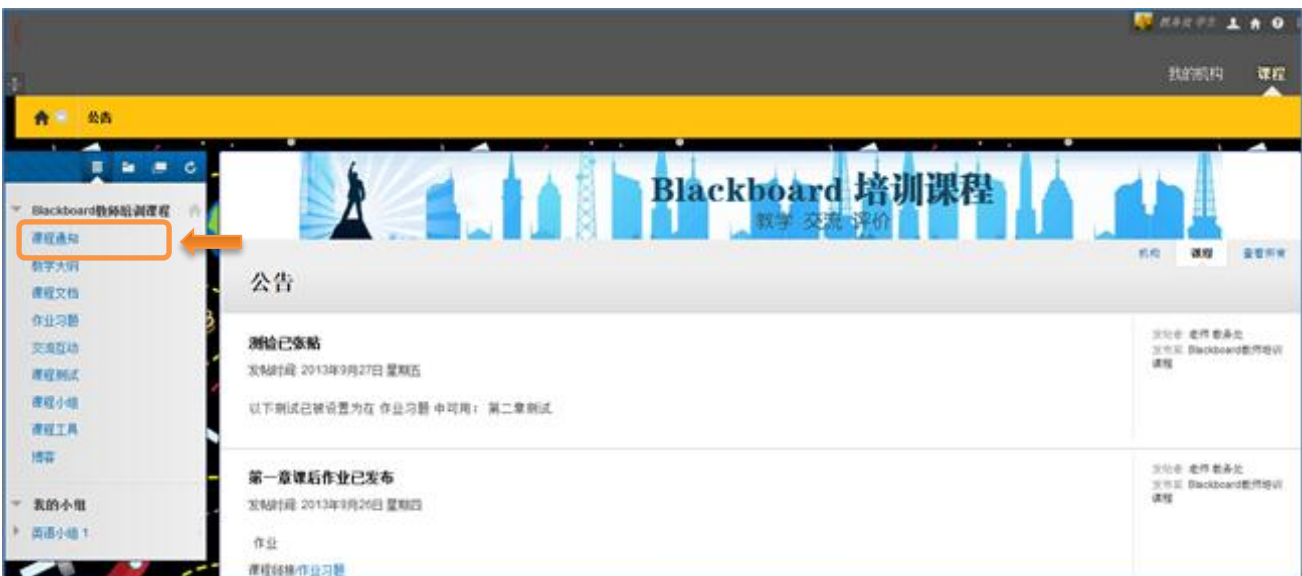 我的机构 课程
公告
Blackboard 培训课程
教学 交流 评价
Blackboard教师培训课程
课程通知
教学大纲
课程文档
作业习题
交流互动
课程测试
课程小组
课程工具
博客
我的小组
英语小组 1
机构 课程 查看所有
公告
测验已张贴
发帖时间: 2013年9月27日 星期五
以下测试已被设置为在 作业习题 中可用: 第二章测试.
发帖者: 老师 教务处
发布至: Blackboard教师培训
课程
第一章课后作业已发布
发帖时间: 2013年9月26日 星期四
作业
课程链接/作业习题
发帖者: 老师 教务处
发布至: Blackboard教师培训
课程